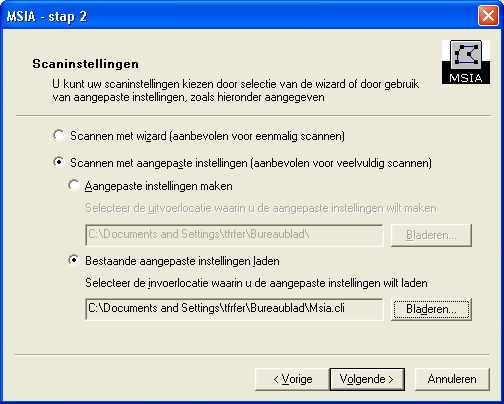 MSIA - stap 2
Scaninstellingen
U kunt uw scaninstellingen kiezen door selectie van de wizard of door gebruik
van aangepaste instellingen, zoals hieronder aangegeven
MSIA
Scannen met wizard (aanbevolen voor eenmalig scannen)
Scannen met aangepaste instellingen (aanbevolen voor veelvuldig scannen)
Aangepaste instellingen maken
Selecteer de uitvoerlocatie waarin u de aangepaste instellingen wilt maken
C:\Documents and Settings\tfrfer\Bureaublad\
Bladeren...
Bestaande aangepaste instellingen laden
Selecteer de invoerlocatie waarin u de aangepaste instellingen wilt laden
C:\Documents and Settings\tfrfer\Bureaublad\Msia.cli
Bladeren...
< Vorige
Volgende >
Annuleren